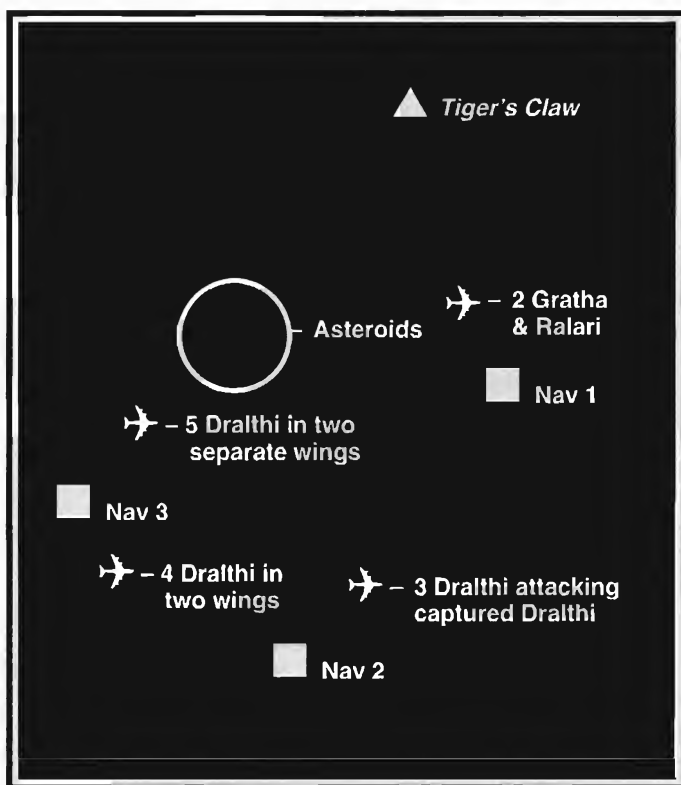 Tiger's Claw
– 2 Gratha
& Ralari
– Asteroids
Nav 1
– 5 Dralthi in two
separate wings
Nav 3
– 4 Dralthi in
two wings
– 3 Dralthi attacking
captured Dralthi
Nav 2